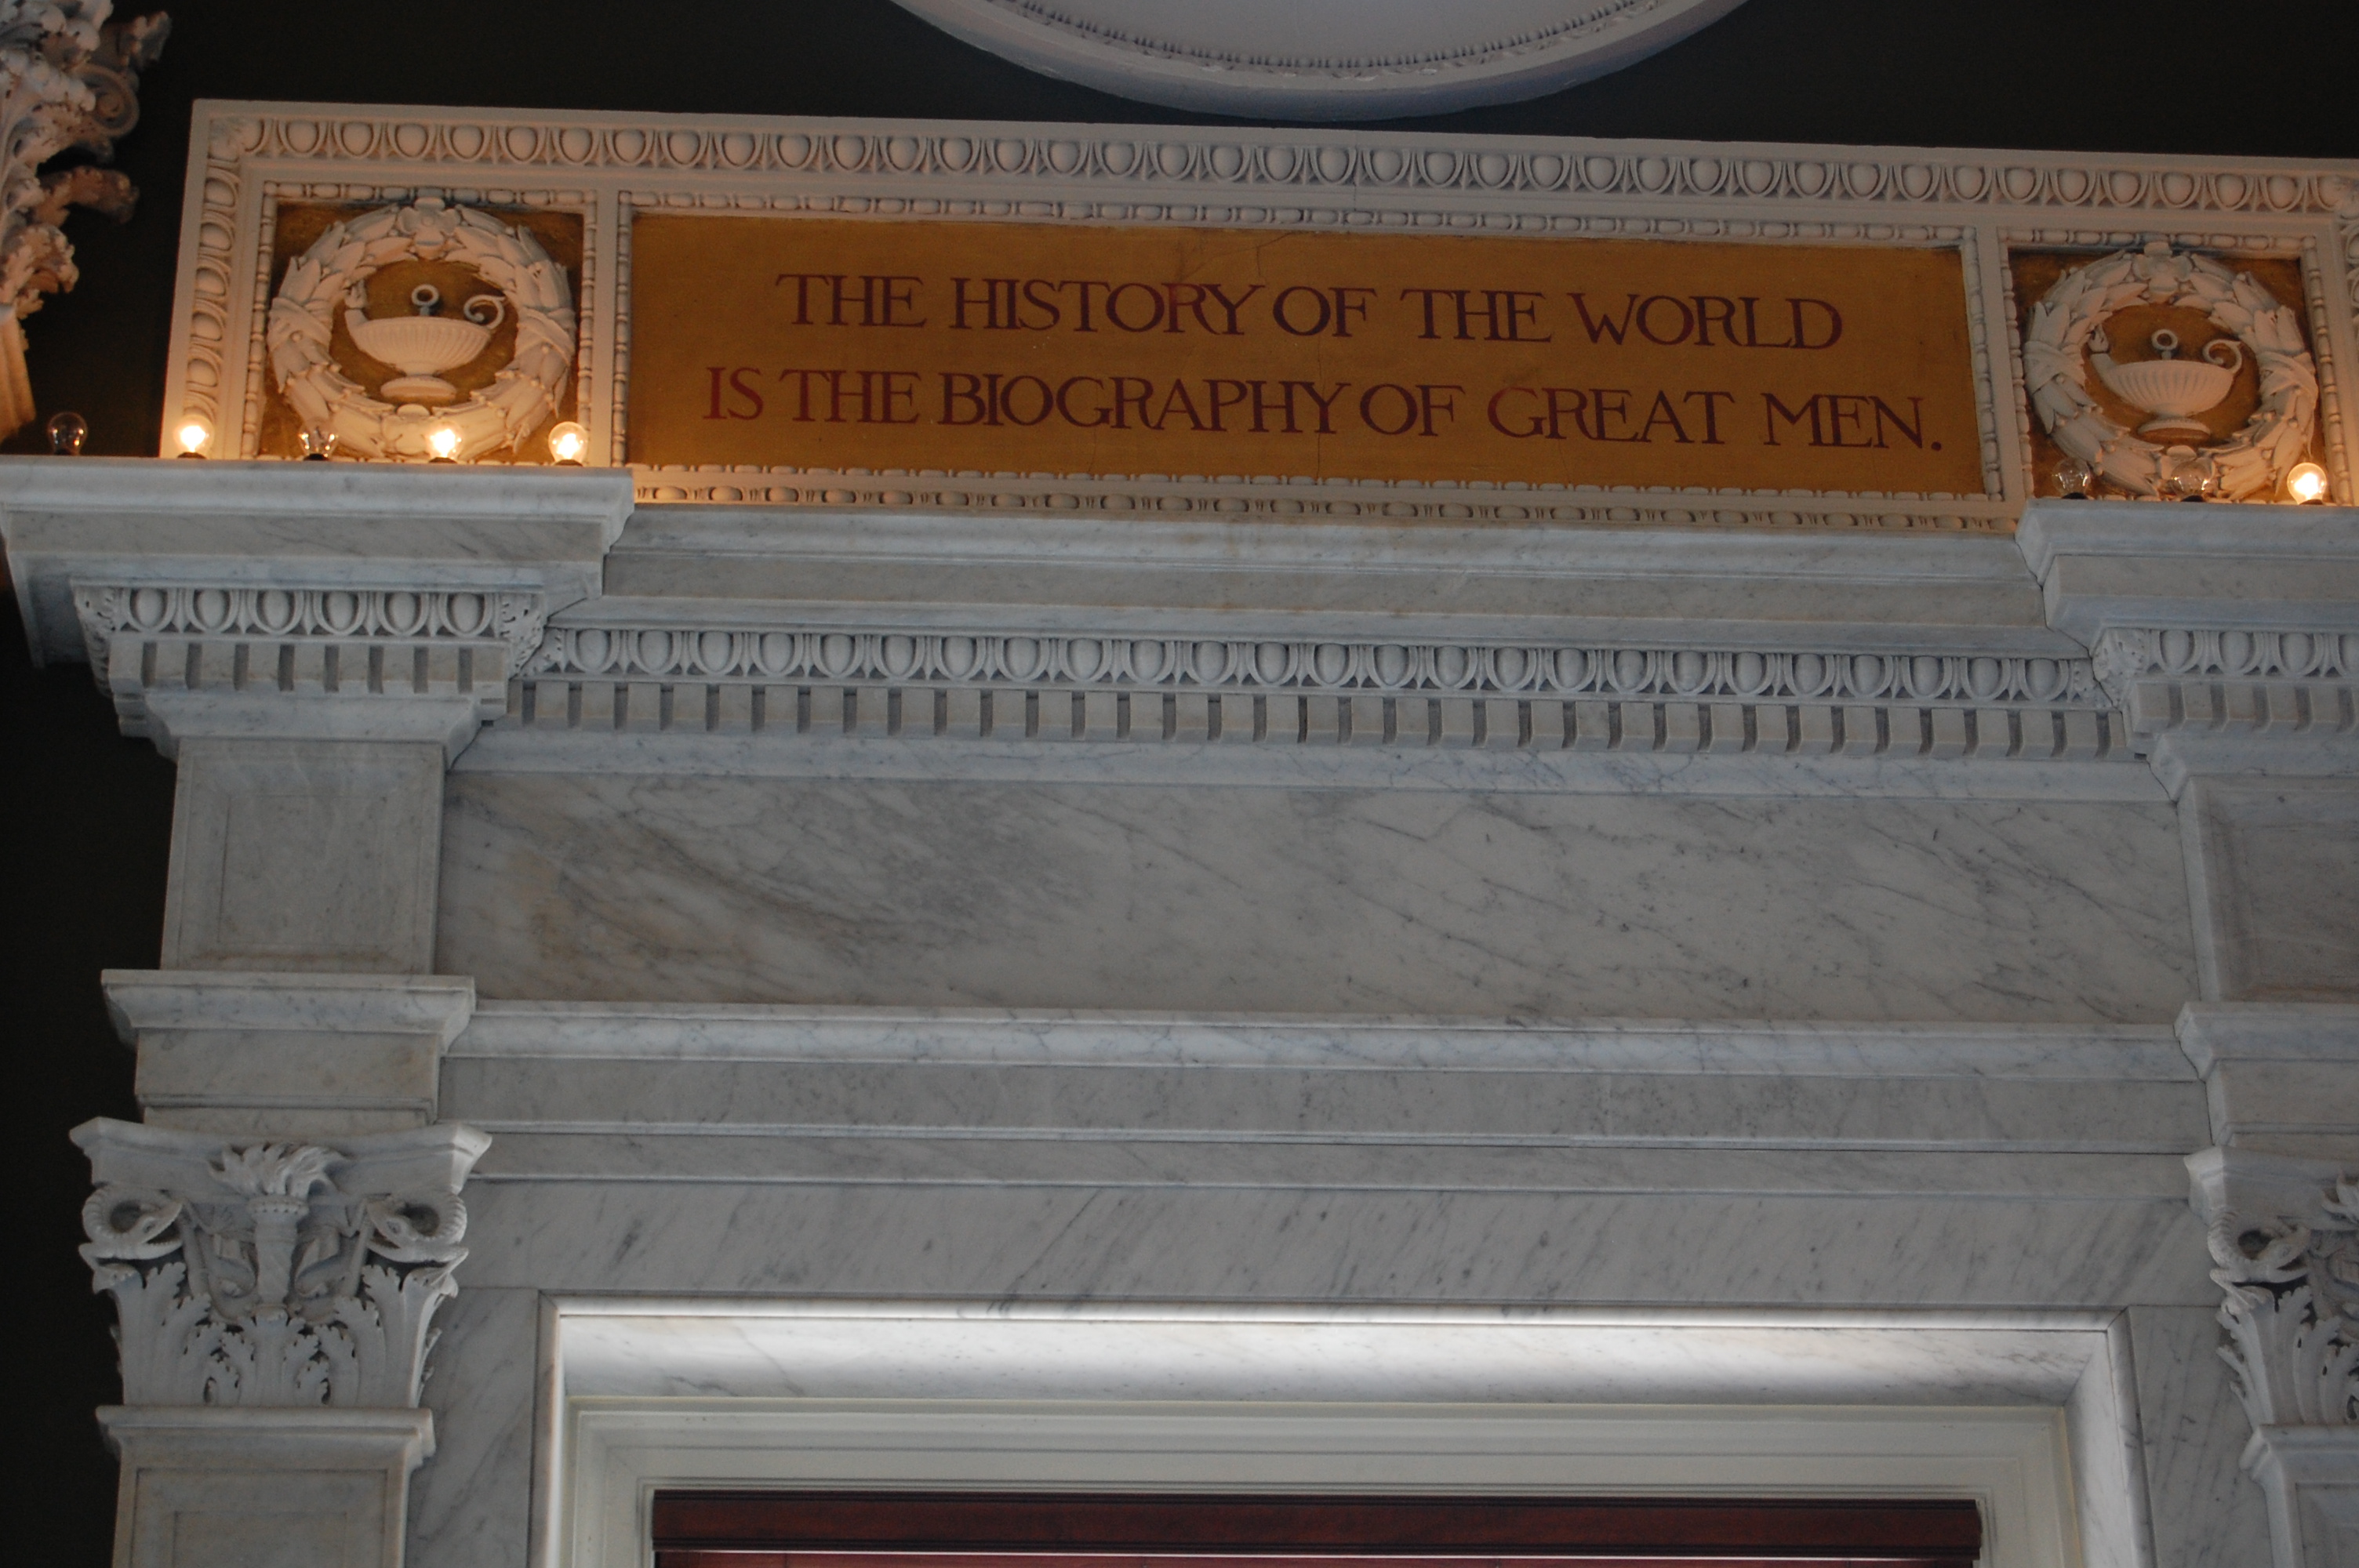 THE HISTORY OF THE WORLD
IS THE BIOGRAPHY OF GREAT MEN.